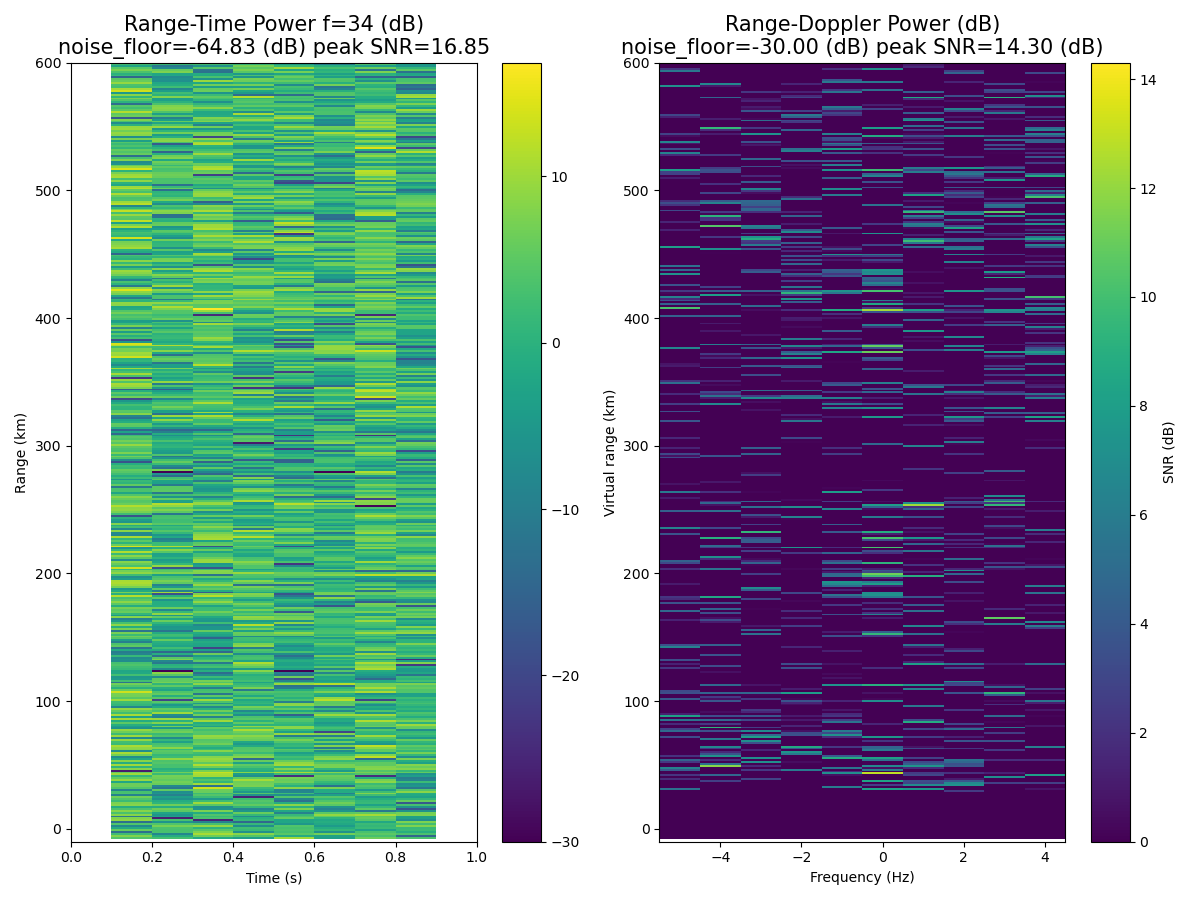 Range-Time Power f=34 (dB)
noise_floor=-64.83 (dB) peak SNR=16.85
Range-Doppler Power (dB)
noise_floor=-30.00 (dB) peak SNR=14.30 (dB)
Range (km)
600
500
400
300
200
100
0
0.0 0.2 0.4 0.6 0.8 1.0
Time (s)
10
0
−10
−20
−30
Virtual range (km)
600
500
400
300
200
100
0
−4 −2 0 2 4
Frequency (Hz)
14
12
10
8
6
4
2
0
SNR (dB)